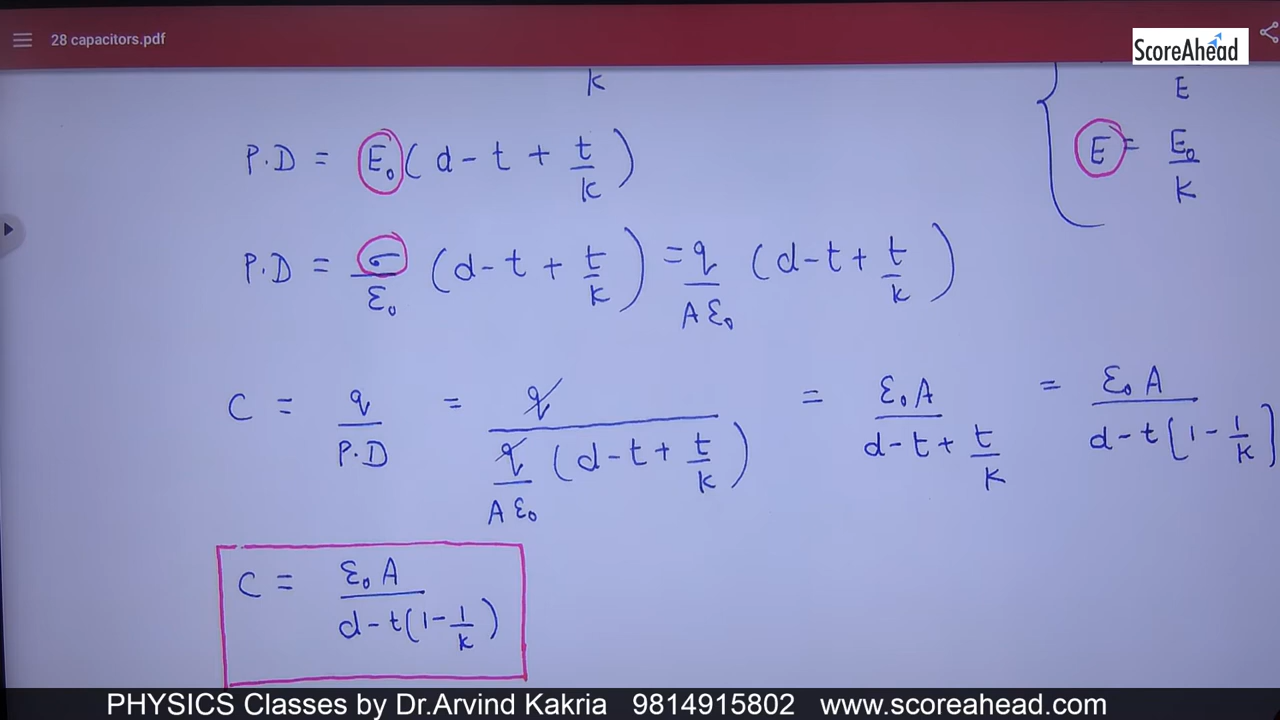 28 capacitors.pdf
ScoreAhead
k
E
P.D = E₀ ( d - t + t/k )
E = E₀/K
P.D = σ/ε₀ (d - t + t/k) = q/Aε₀ (d - t + t/k)
C = q/P.D = q/(q/Aε₀ (d - t + t/k)) = ε₀A/(d - t + t/k) = ε₀A/(d - t[1 - 1/k])
C = ε₀A/(d - t(1 - 1/k))
PHYSICS Classes by Dr.Arvind Kakria 9814915802 www.scoreahead.com